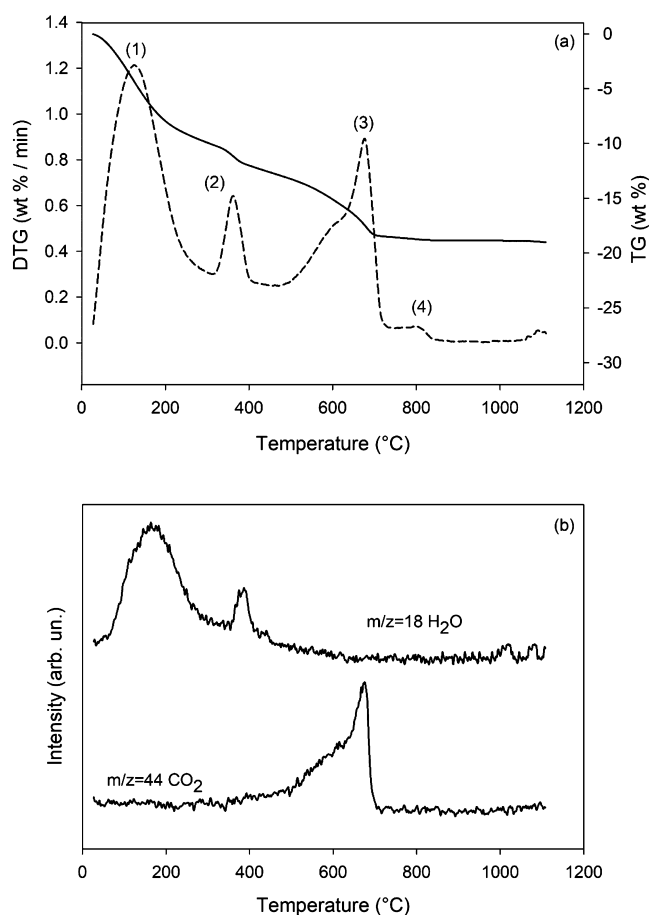 (a)
DTG (wt % / min)
1.4
1.2
1.0
0.8
0.6
0.4
0.2
0.0
(1)
(2)
(3)
(4)
0
-5
-10
-15
-20
-25
-30
TG (wt %)
0 200 400 600 800 1000 1200
Temperature (°C)
(b)
Intensity (arb. un.)
m/z=18 H₂O
m/z=44 CO₂
0 200 400 600 800 1000 1200
Temperature (°C)